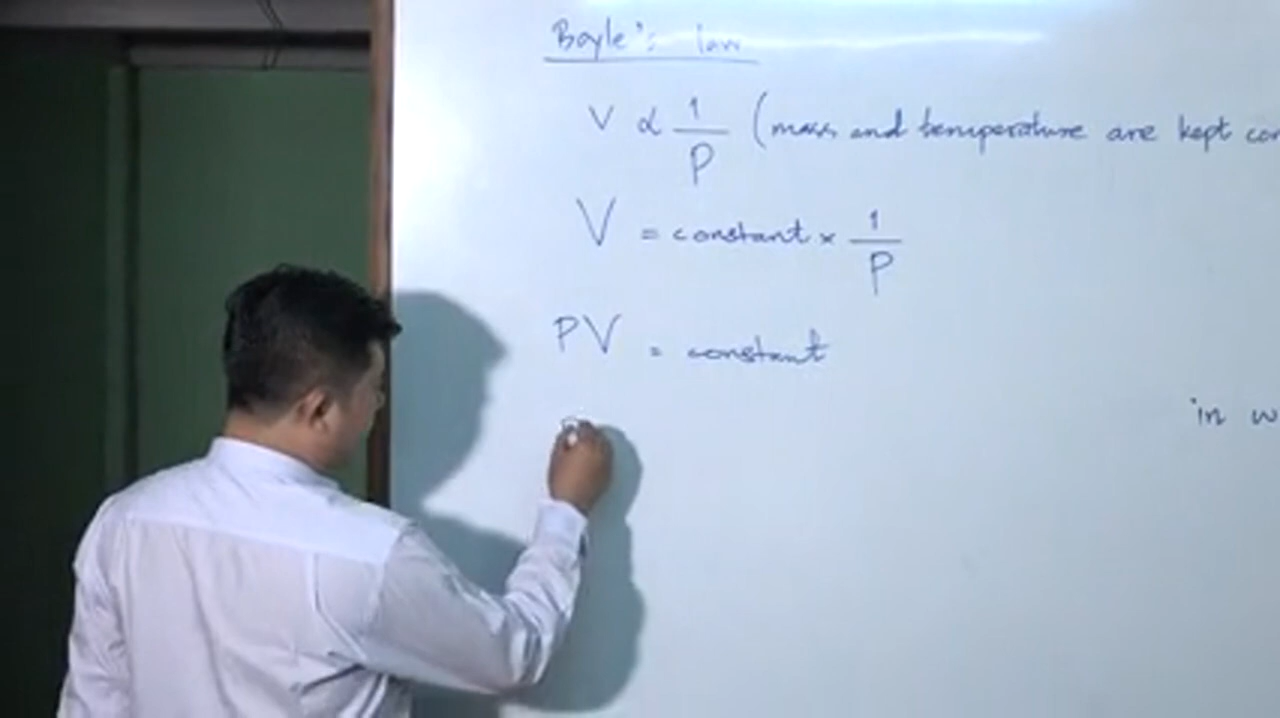 Boyle's law
V ∝ 1/P (mass and temperature are kept con
V = constant × 1/P
PV = constant
in w